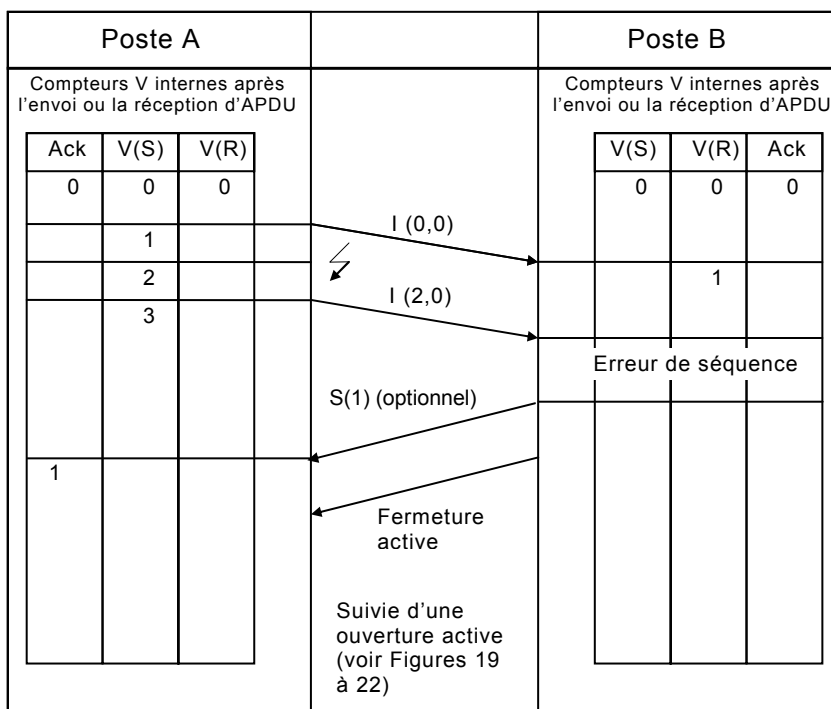 Poste A
Poste B
Compteurs V internes après
l'envoi ou la réception d'APDU
Compteurs V internes après
l'envoi ou la réception d'APDU
Ack V(S) V(R)
V(S) V(R) Ack
0 0 0
0 0 0
I (0,0)
1
1
2
I (2,0)
3
Erreur de séquence
S(1) (optionnel)
1
Fermeture
active
Suivie d'une
ouverture active
(voir Figures 19
à 22)